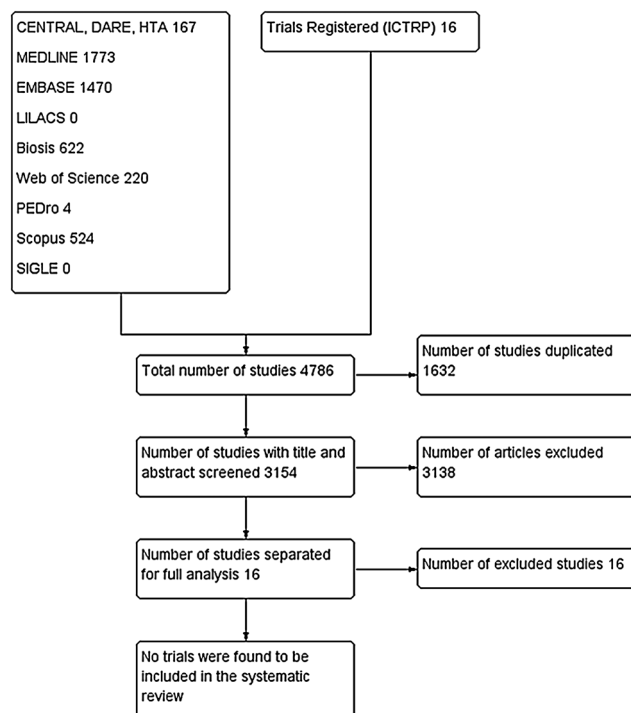 CENTRAL, DARE, HTA 167
MEDLINE 1773
EMBASE 1470
LILACS 0
Biosis 622
Web of Science 220
PEDro 4
Scopus 524
SIGLE 0
Trials Registered (ICTRP) 16
Total number of studies 4786
Number of studies duplicated
1632
Number of studies with title and
abstract screened 3154
Number of articles excluded
3138
Number of studies separated
for full analysis 16
Number of excluded studies 16
No trials were found to be
included in the systematic
review